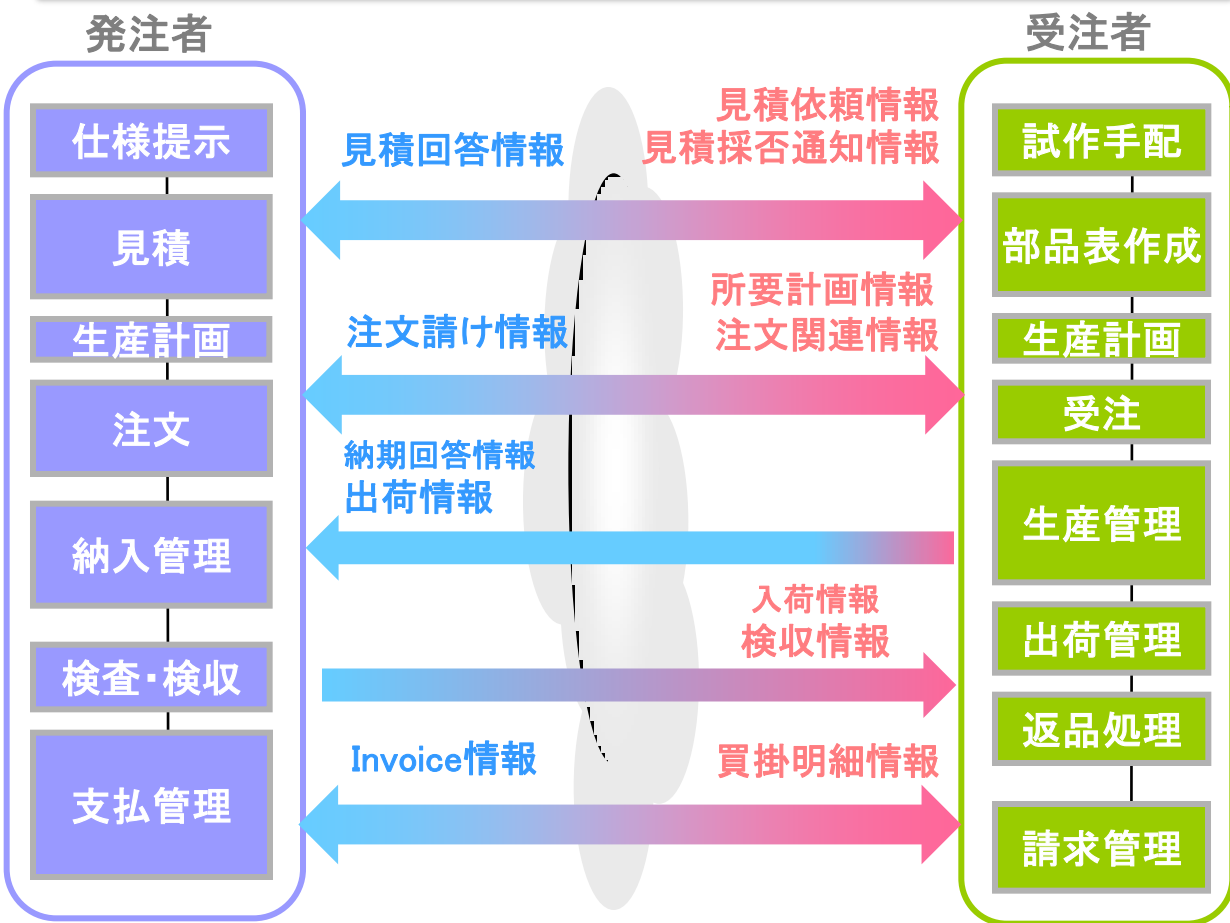 発注者
受注者
仕様提示
見積
生産計画
注文
納入管理
検査・検収
支払管理
見積依頼情報
見積回答情報
見積採否通知情報
所要計画情報
注文請け情報
注文関連情報
納期回答情報
出荷情報
入荷情報
検収情報
Invoice情報
買掛明細情報
試作手配
部品表作成
生産計画
受注
生産管理
出荷管理
返品処理
請求管理